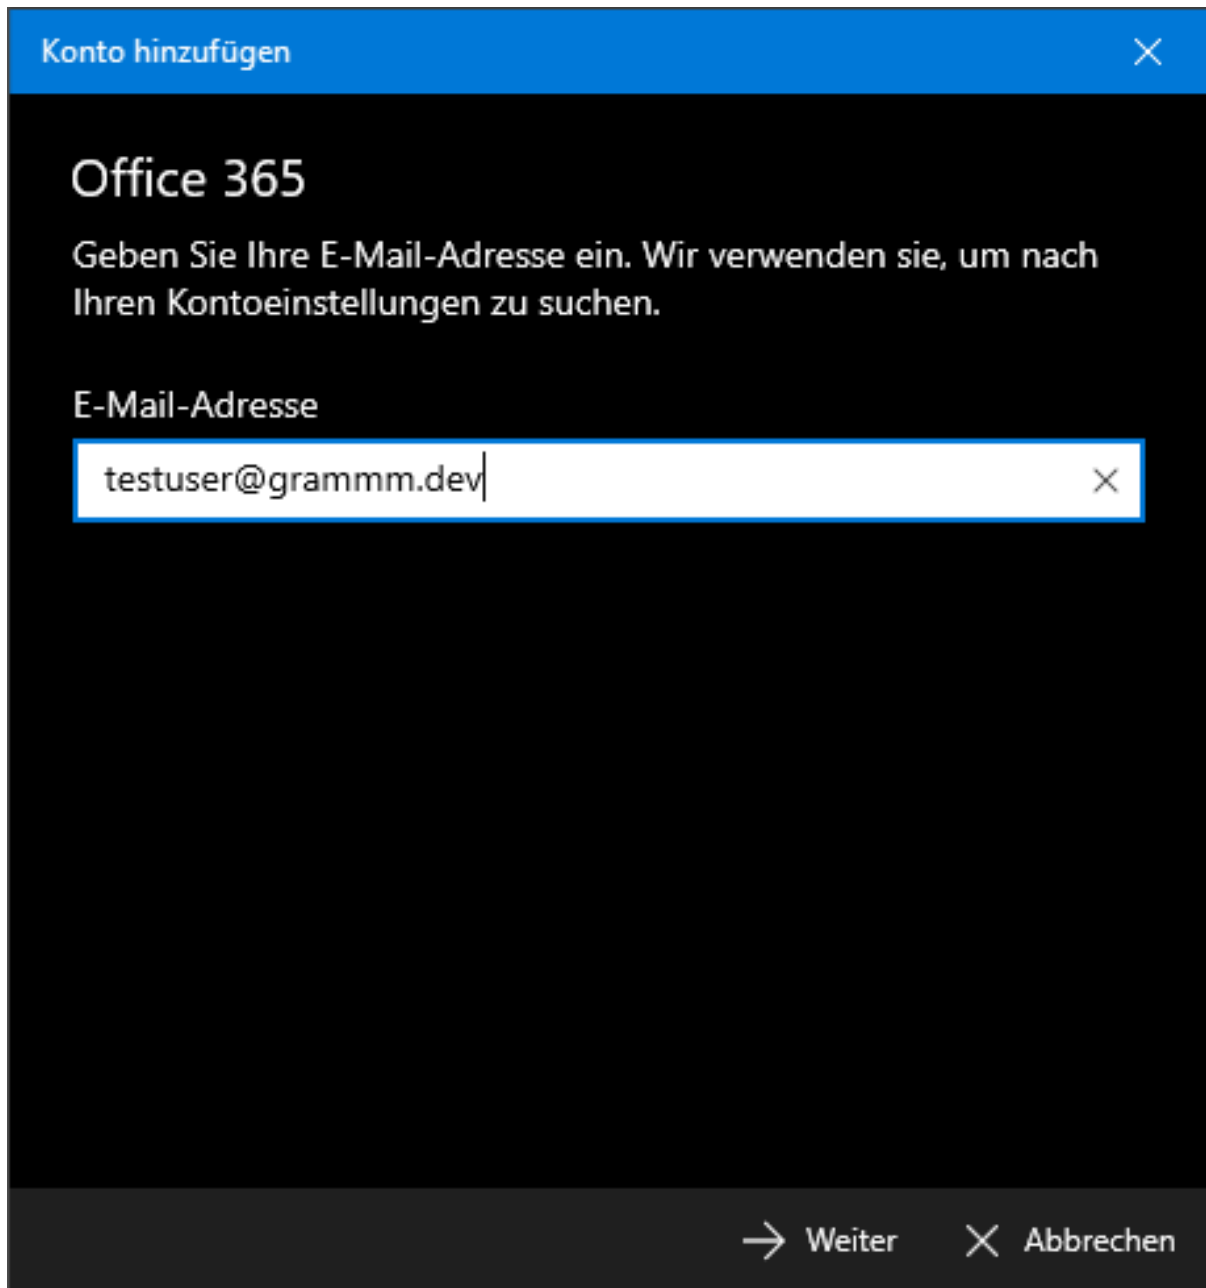 Konto hinzufügen
Office 365
Geben Sie Ihre E-Mail-Adresse ein. Wir verwenden sie, um nach
Ihren Kontoeinstellungen zu suchen.
E-Mail-Adresse
testuser@grammm.dev
Weiter Abbrechen